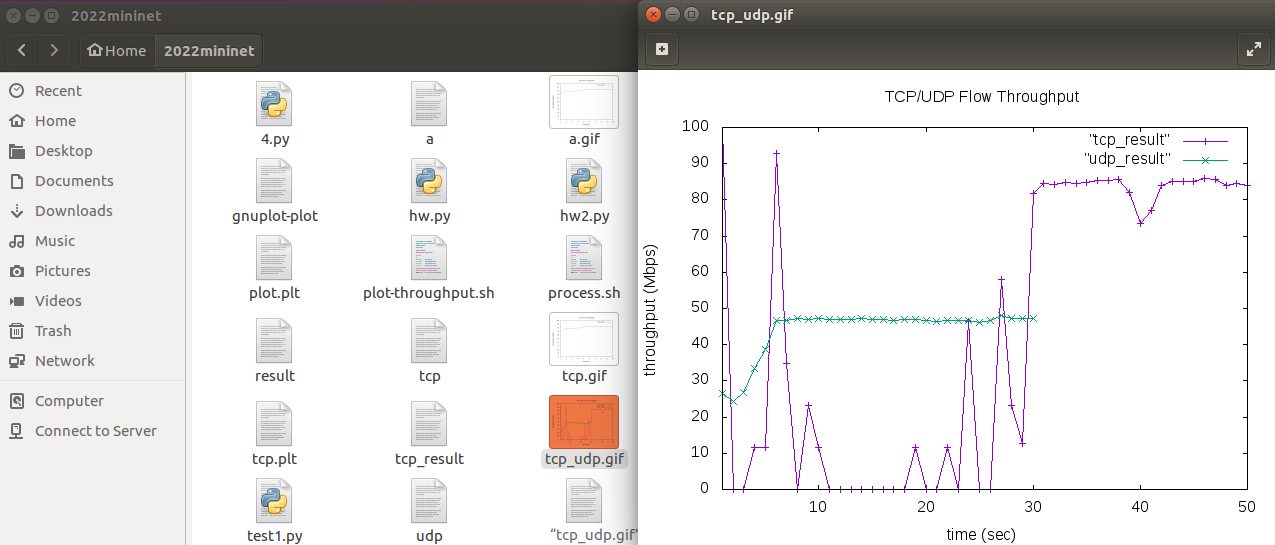 2022mininet
Home 2022mininet
Recent
Home
Desktop
Documents
Downloads
Music
Pictures
Videos
Trash
Network
Computer
Connect to Server
4.py a a.gif
gnuplot-plot hw.py hw2.py
plot.plt plot-throughput.sh process.sh
result tcp tcp.gif
tcp.plt tcp_result tcp_udp.gif
test1.py udp “tcp_udp.gif”
tcp_udp.gif
TCP/UDP Flow Throughput
"tcp_result"
"udp_result"
throughput (Mbps)
100
90
80
70
60
50
40
30
20
10
0
10 20 30 40 50
time (sec)